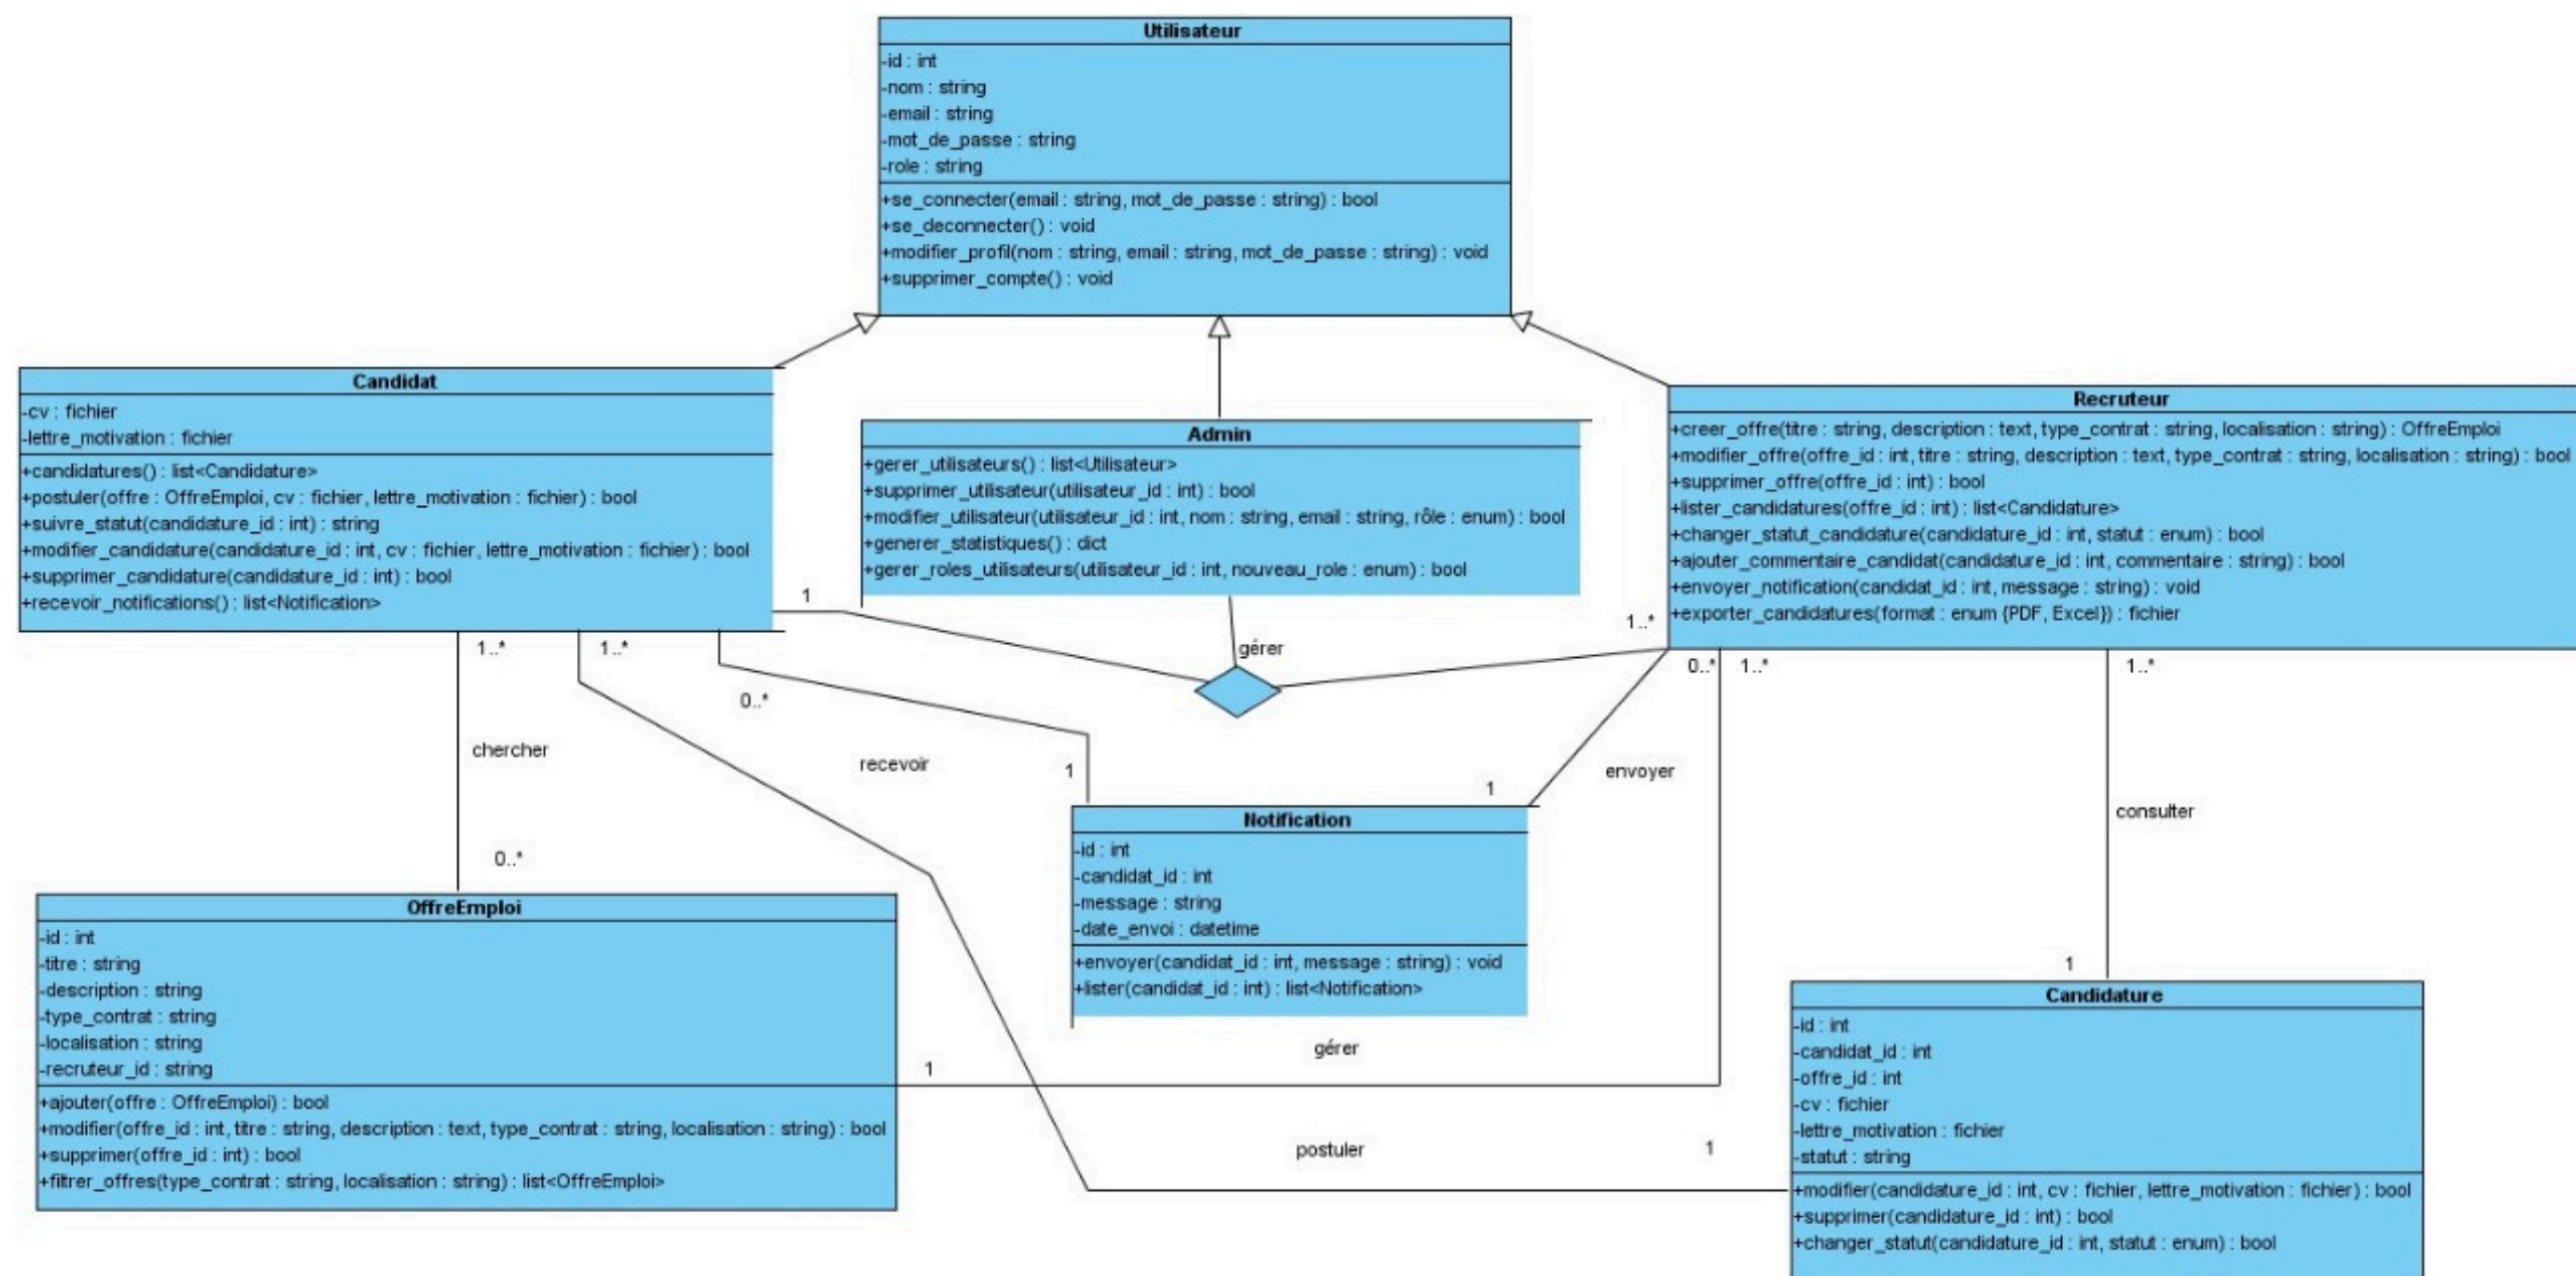 Utilisateur
-id : int
-nom : string
-email : string
-mot_de_passe : string
-role : string
+se_connecter(email : string, mot_de_passe : string) : bool
+se_deconnecter() : void
+modifier_profil(nom : string, email : string, mot_de_passe : string) : void
+supprimer_compte() : void
Candidat
-cv : fichier
-lettre_motivation : fichier
+candidatures() : list<Candidature>
+postuler(offre : OffreEmploi, cv : fichier, lettre_motivation : fichier) : bool
+suivre_statut(candidature_id : int) : string
+modifier_candidature(candidature_id : int, cv : fichier, lettre_motivation : fichier) : bool
+supprimer_candidature(candidature_id : int) : bool
+recevoir_notifications() : list<Notification>
Admin
+gerer_utilisateurs() : list<Utilisateur>
+supprimer_utilisateur(utilisateur_id : int) : bool
+modifier_utilisateur(utilisateur_id : int, nom : string, email : string, rôle : enum) : bool
+generer_statistiques() : dict
+gerer_roles_utilisateurs(utilisateur_id : int, nouveau_role : enum) : bool
Recruteur
+creer_offre(titre : string, description : text, type_contrat : string, localisation : string) : OffreEmploi
+modifier_offre(offre_id : int, titre : string, description : text, type_contrat : string, localisation : string) : bool
+supprimer_offre(offre_id : int) : bool
+lister_candidatures(offre_id : int) : list<Candidature>
+changer_statut_candidature(candidature_id : int, statut : enum) : bool
+ajouter_commentaire_candidat(candidature_id : int, commentaire : string) : bool
+envoyer_notification(candidat_id : int, message : string) : void
+exporter_candidatures(format : enum {PDF, Excel}) : fichier
1
1..*
gérer
1..*
1..*
0..*
0..*
1..*
1..*
chercher
recevoir
1
1
envoyer
consulter
0..*
1
Notification
-id : int
-candidat_id : int
-message : string
-date_envoi : datetime
+envoyer(candidat_id : int, message : string) : void
+lister(candidat_id : int) : list<Notification>
OffreEmploi
-id : int
-titre : string
-description : string
-type_contrat : string
-localisation : string
-recruteur_id : string
+ajouter(offre : OffreEmploi) : bool
+modifier(offre_id : int, titre : string, description : text, type_contrat : string, localisation : string) : bool
+supprimer(offre_id : int) : bool
+filtrer_offres(type_contrat : string, localisation : string) : list<OffreEmploi>
gérer
1
postuler
1
Candidature
-id : int
-candidat_id : int
-offre_id : int
-cv : fichier
-lettre_motivation : fichier
-statut : string
+modifier(candidature_id : int, cv : fichier, lettre_motivation : fichier) : bool
+supprimer(candidature_id : int) : bool
+changer_statut(candidature_id : int, statut : enum) : bool